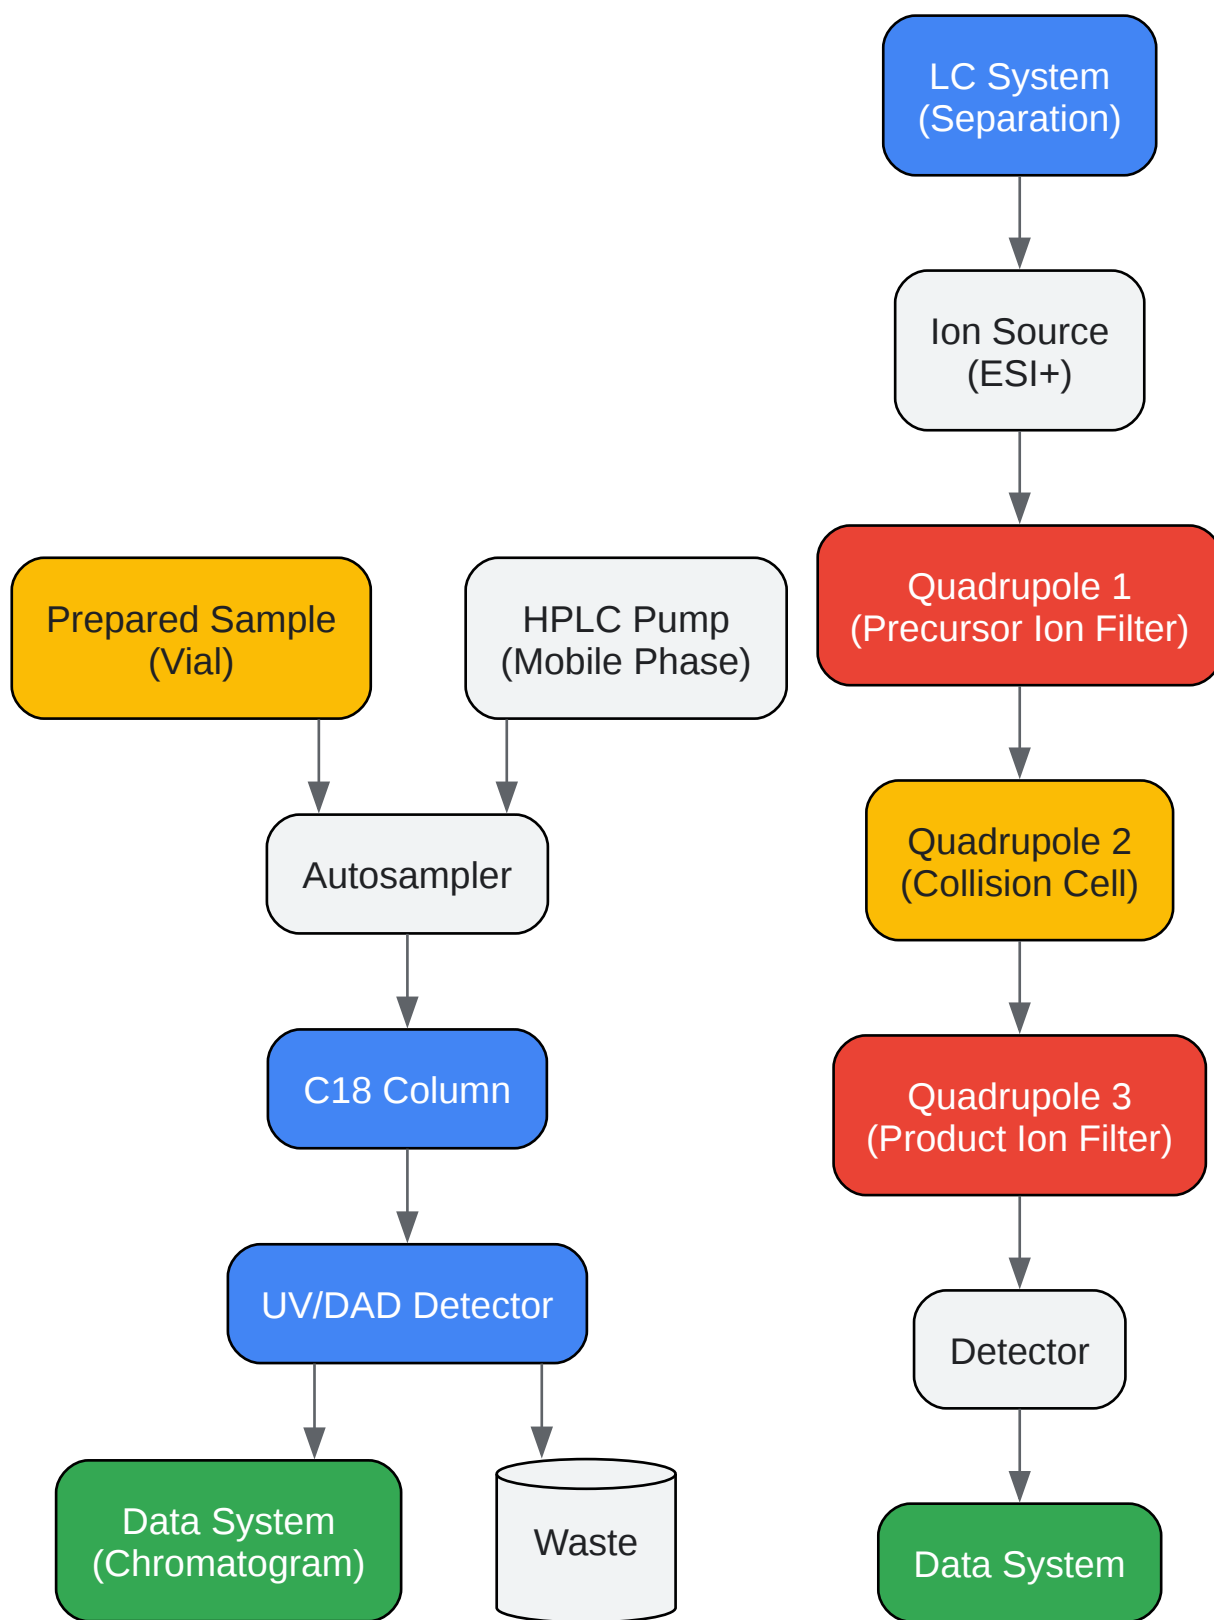 LC System
(Separation)
Ion Source
(ESI+)
Quadrupole 1
(Precursor Ion Filter)
Prepared Sample
(Vial)
HPLC Pump
(Mobile Phase)
Quadrupole 2
(Collision Cell)
Autosampler
C18 Column
Quadrupole 3
(Product Ion Filter)
UV/DAD Detector
Detector
Data System
(Chromatogram)
Waste
Data System